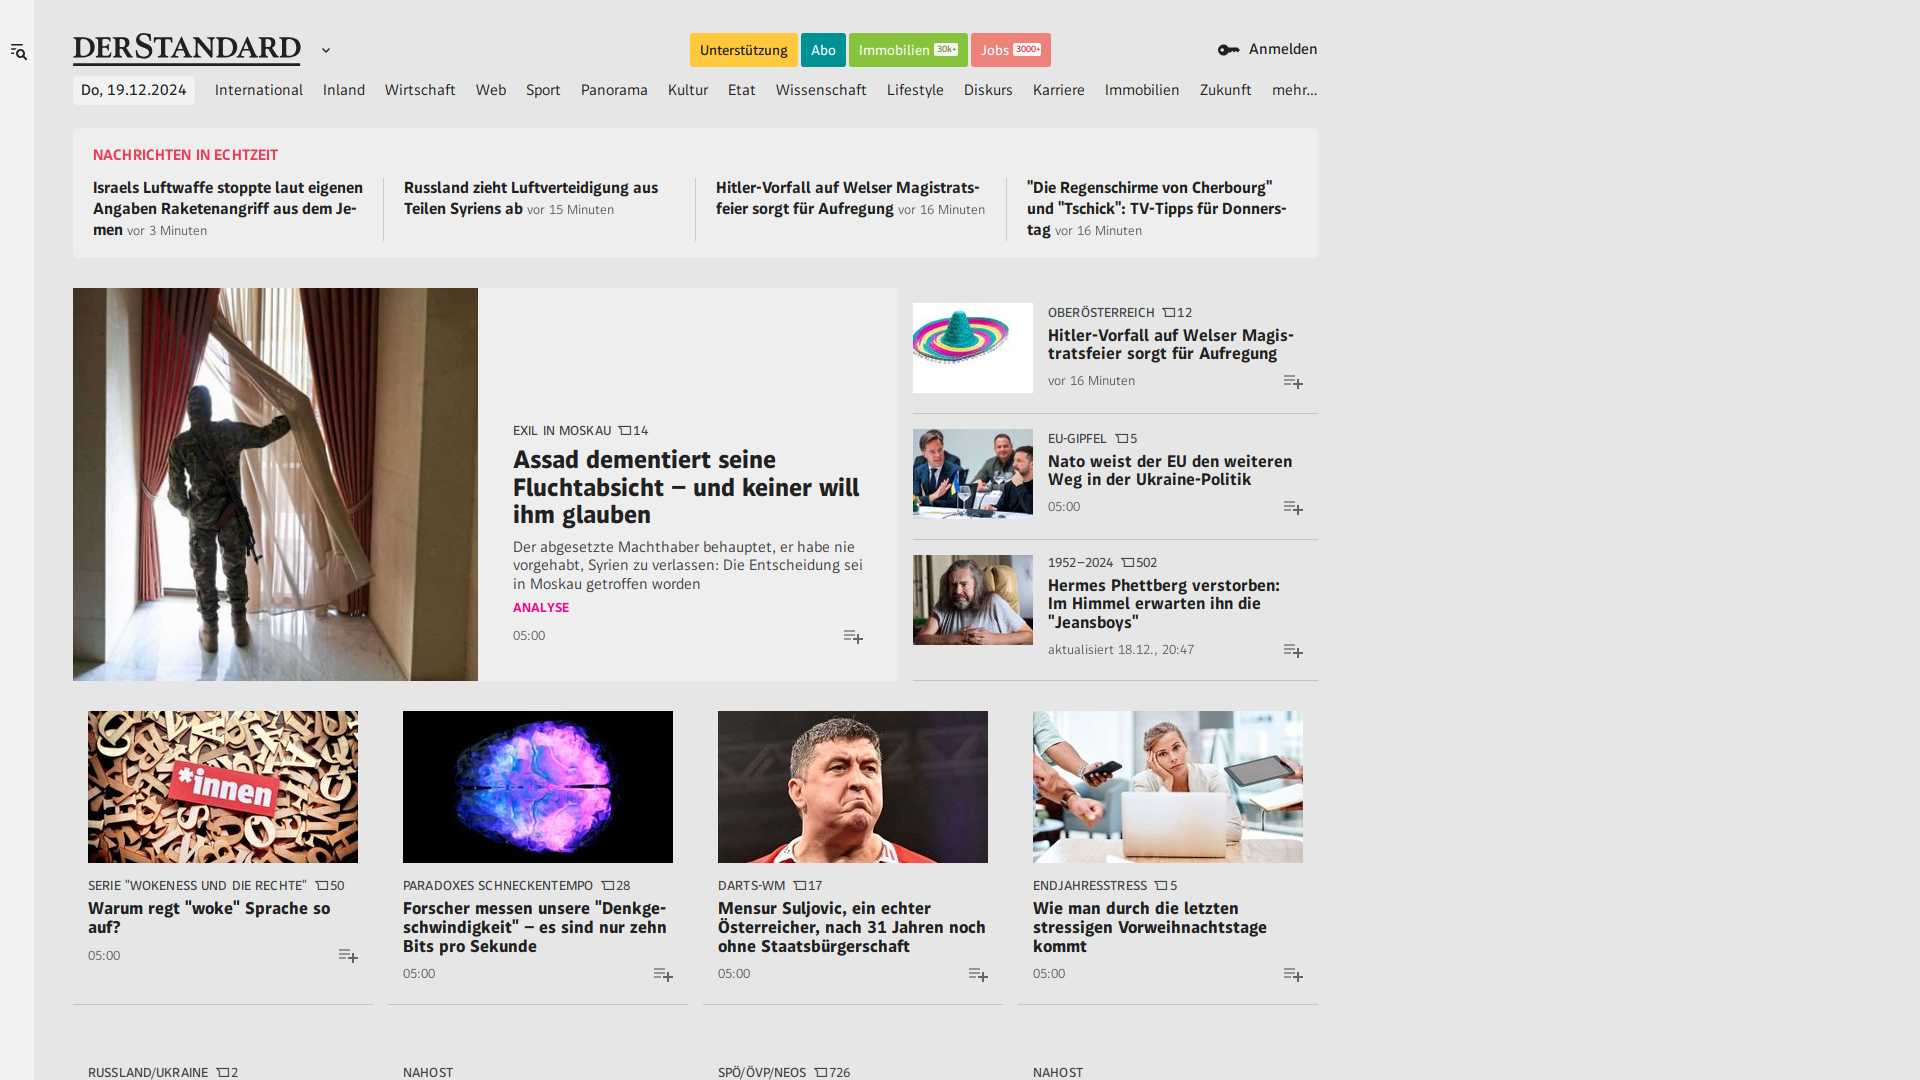 DERSTANDARD
Unterstützung
Abo
Immobilien 30k+
Jobs 3000+
Anmelden
Do, 19.12.2024
International
Inland
Wirtschaft
Web
Sport
Panorama
Kultur
Etat
Wissenschaft
Lifestyle
Diskurs
Karriere
Immobilien
Zukunft
mehr...
NACHRICHTEN IN ECHTZEIT
Israels Luftwaffe stoppte laut eigenen
Angaben Raketenangriff aus dem Je-
men vor 3 Minuten
Russland zieht Luftverteidigung aus
Teilen Syriens ab vor 15 Minuten
Hitler-Vorfall auf Welser Magistrats-
feier sorgt für Aufregung vor 16 Minuten
"Die Regenschirme von Cherbourg"
und "Tschick": TV-Tipps für Donners-
tag vor 16 Minuten
EXIL IN MOSKAU 14
Assad dementiert seine
Fluchtabsicht – und keiner will
ihm glauben
Der abgesetzte Machthaber behauptet, er habe nie
vorgehabt, Syrien zu verlassen: Die Entscheidung sei
in Moskau getroffen worden
ANALYSE
05:00
OBERÖSTERREICH 12
Hitler-Vorfall auf Welser Magis-
tratsfeier sorgt für Aufregung
vor 16 Minuten
EU-GIPFEL 5
Nato weist der EU den weiteren
Weg in der Ukraine-Politik
05:00
1952–2024 502
Hermes Phettberg verstorben:
Im Himmel erwarten ihn die
"Jeansboys"
aktualisiert 18.12., 20:47
*innen
SERIE "WOKENESS UND DIE RECHTE" 50
Warum regt "woke" Sprache so
auf?
05:00
PARADOXES SCHNECKENTEMPO 28
Forscher messen unsere "Denkge-
schwindigkeit" – es sind nur zehn
Bits pro Sekunde
05:00
DARTS-WM 17
Mensur Suljovic, ein echter
Österreicher, nach 31 Jahren noch
ohne Staatsbürgerschaft
05:00
ENDJAHRESSTRESS 5
Wie man durch die letzten
stressigen Vorweihnachtstage
kommt
05:00
RUSSLAND/UKRAINE 2
NAHOST
SPÖ/ÖVP/NEOS 726
NAHOST